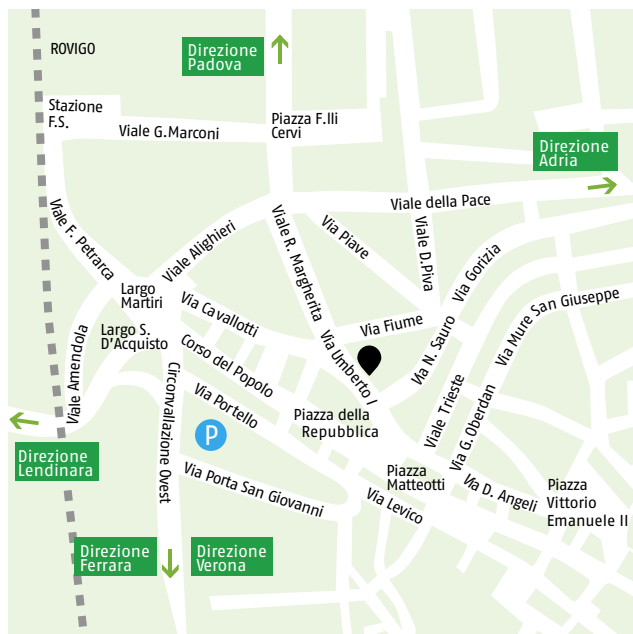 ROVIGO
Direzione
Padova
Stazione
F.S.
Viale G.Marconi
Piazza F.lli
Cervi
Direzione
Adria
Viale della Pace
Viale F. Petrarca
Viale Alighieri
Viale R. Margherita
Via Piave
Viale D.Piva
Via Gorizia
Largo
Martiri
Via Cavallotti
Via Fiume
Via Mure San Giuseppe
Largo S.
D'Acquisto
Viale Amendola
Corso del Popolo
Via Umberto I
Via N. Sauro
Circonvallazione Ovest
Via Portello
P
Piazza della
Repubblica
Viale Trieste
Via G. Oberdan
Direzione
Lendinara
Via Porta San Giovanni
Piazza
Matteotti
Via Levico
Via D. Angeli
Piazza
Vittorio
Emanuele II
Direzione
Ferrara
Direzione
Verona